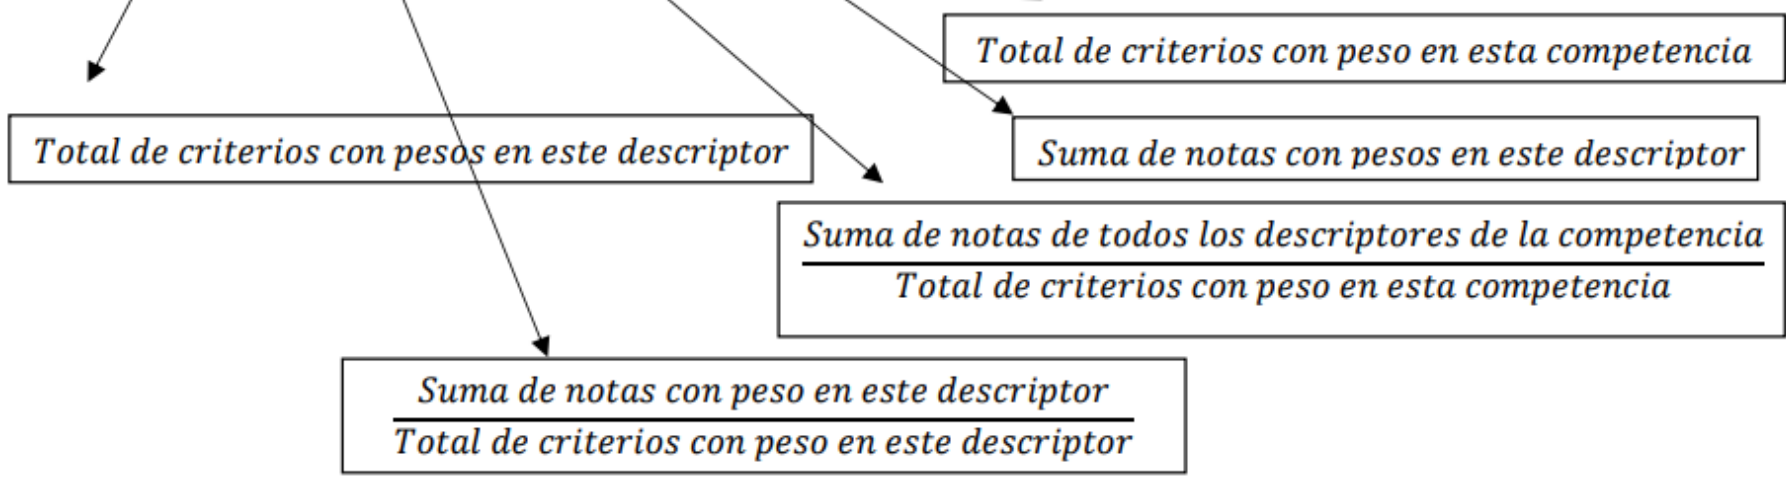 Total de criterios con peso en esta competencia
Total de criterios con pesos en este descriptor
Suma de notas con pesos en este descriptor
Suma de notas de todos los descriptores de la competencia
Total de criterios con peso en esta competencia
Suma de notas con peso en este descriptor
Total de criterios con peso en este descriptor